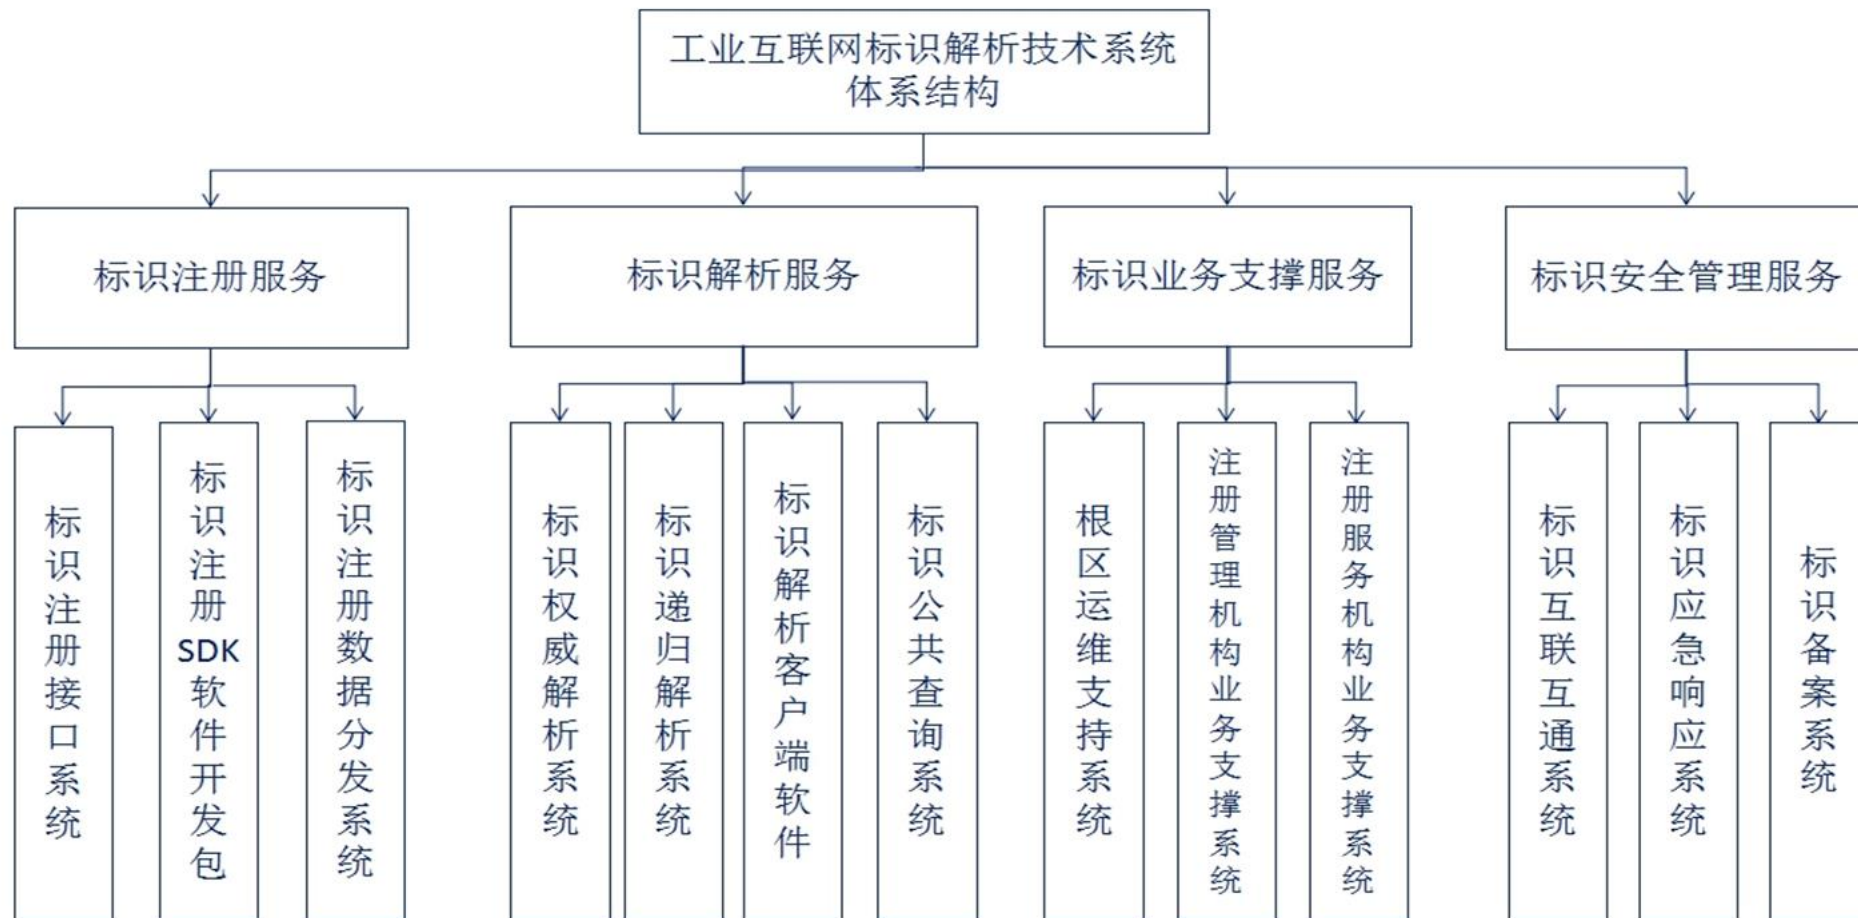 工业互联网标识解析技术系统
体系结构
标识注册服务
标识解析服务
标识业务支撑服务
标识安全管理服务
标识注册接口系统
标识注册SDK软件开发包
标识注册数据分发系统
标识权威解析系统
标识递归解析系统
标识解析客户端软件
标识公共查询系统
根区运维支持系统
注册管理机构业务支撑系统
注册服务机构业务支撑系统
标识互联互通系统
标识应急响应系统
标识备案系统